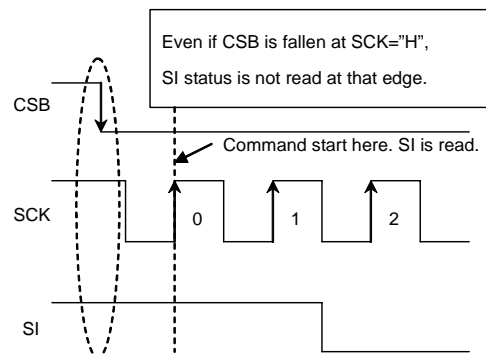 Even if CSB is fallen at SCK=”H”,
SI status is not read at that edge.
CSB
Command start here. SI is read.
SCK
0 1 2
SI